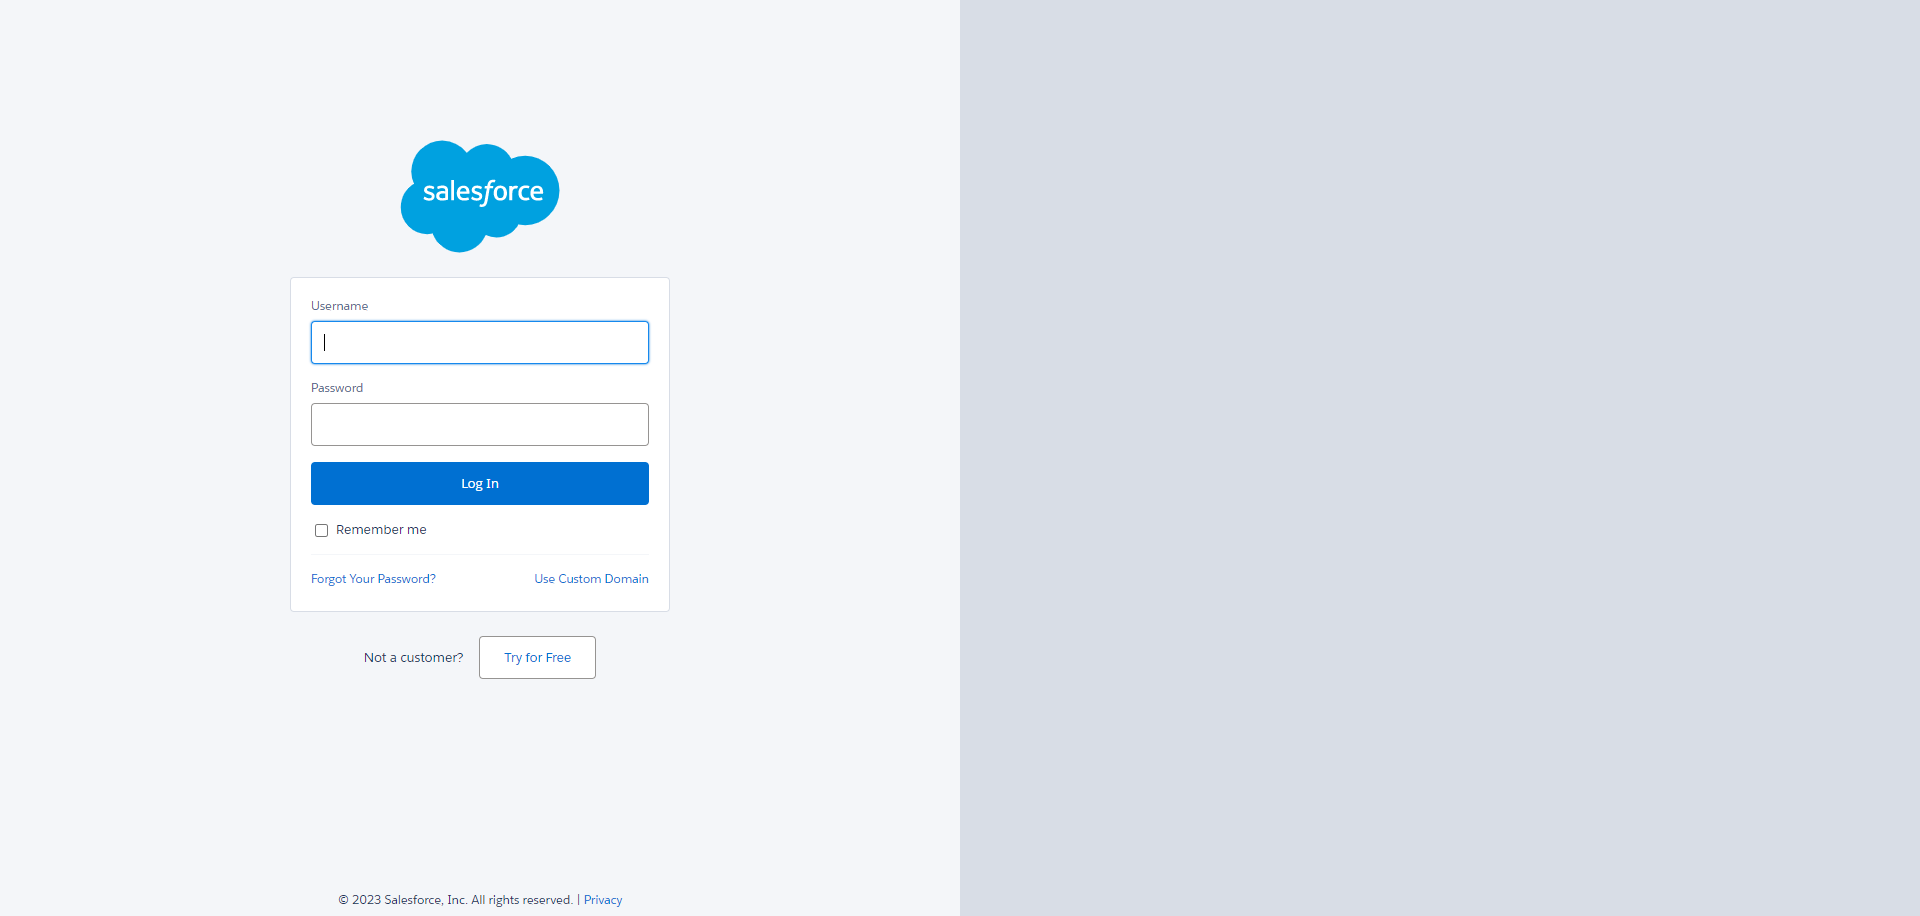 salesforce
Username
Password
Log In
Remember me
Forgot Your Password? Use Custom Domain
Not a customer? Try for Free
© 2023 Salesforce, Inc. All rights reserved. | Privacy